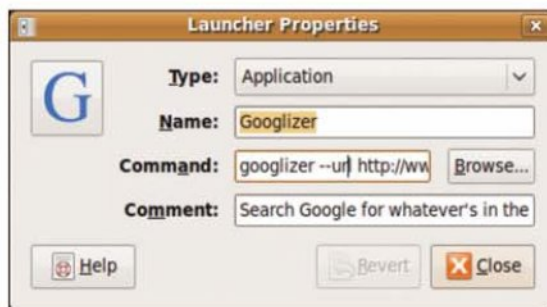 Launcher Properties
G
Type: Application
Name: Googlizer
Command: googlizer --url http://ww Browse...
Comment: Search Google for whatever's in the
Help Revert Close